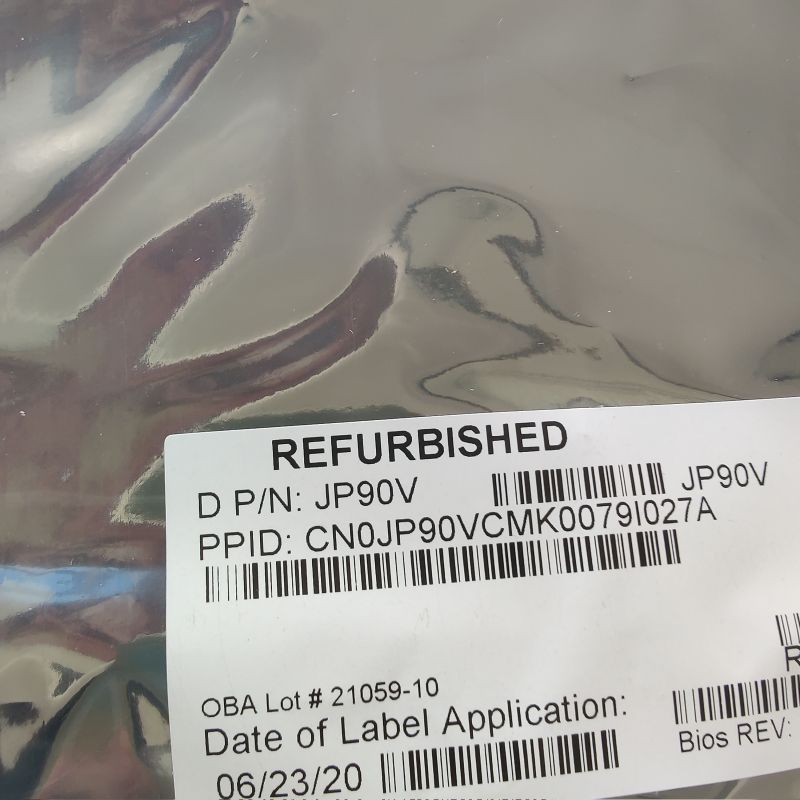 REFURBISHED
D P/N: JP90V JP90V
PPID: CN0JP90VCMK0079I027A
OBA Lot # 21059-10
Date of Label Application:
06/23/20
Bios REV: